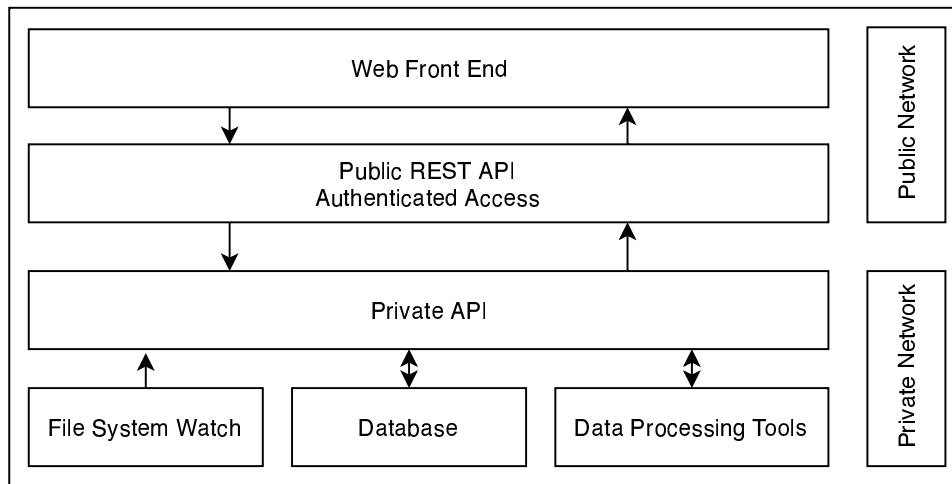 Web Front End
Public REST API
Authenticated Access
Public Network
Private API
File System Watch
Database
Data Processing Tools
Private Network